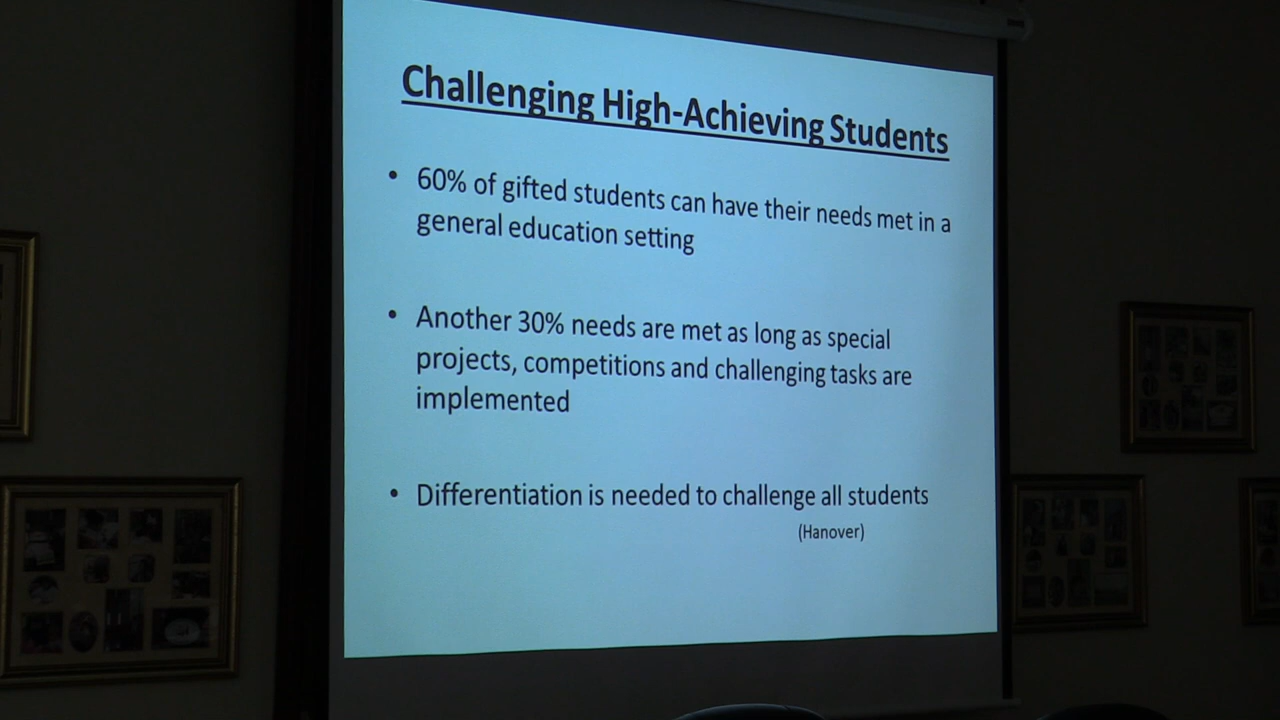 Challenging High-Achieving Students
• 60% of gifted students can have their needs met in a
general education setting
• Another 30% needs are met as long as special
projects, competitions and challenging tasks are
implemented
• Differentiation is needed to challenge all students
(Hanover)